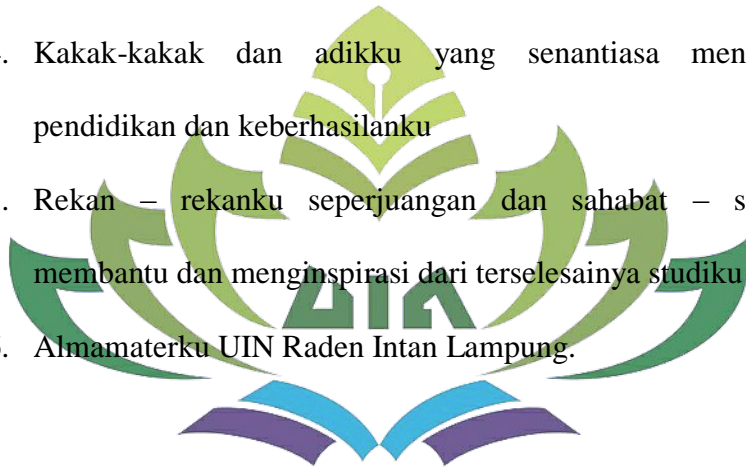 . Kakak-kakak dan adikku yang senantiasa men
pendidikan dan keberhasilanku
. Rekan – rekanku seperjuangan dan sahabat – s
membantu dan menginspirasi dari terselesainya studiku
. Almamaterku UIN Raden Intan Lampung.
UIN